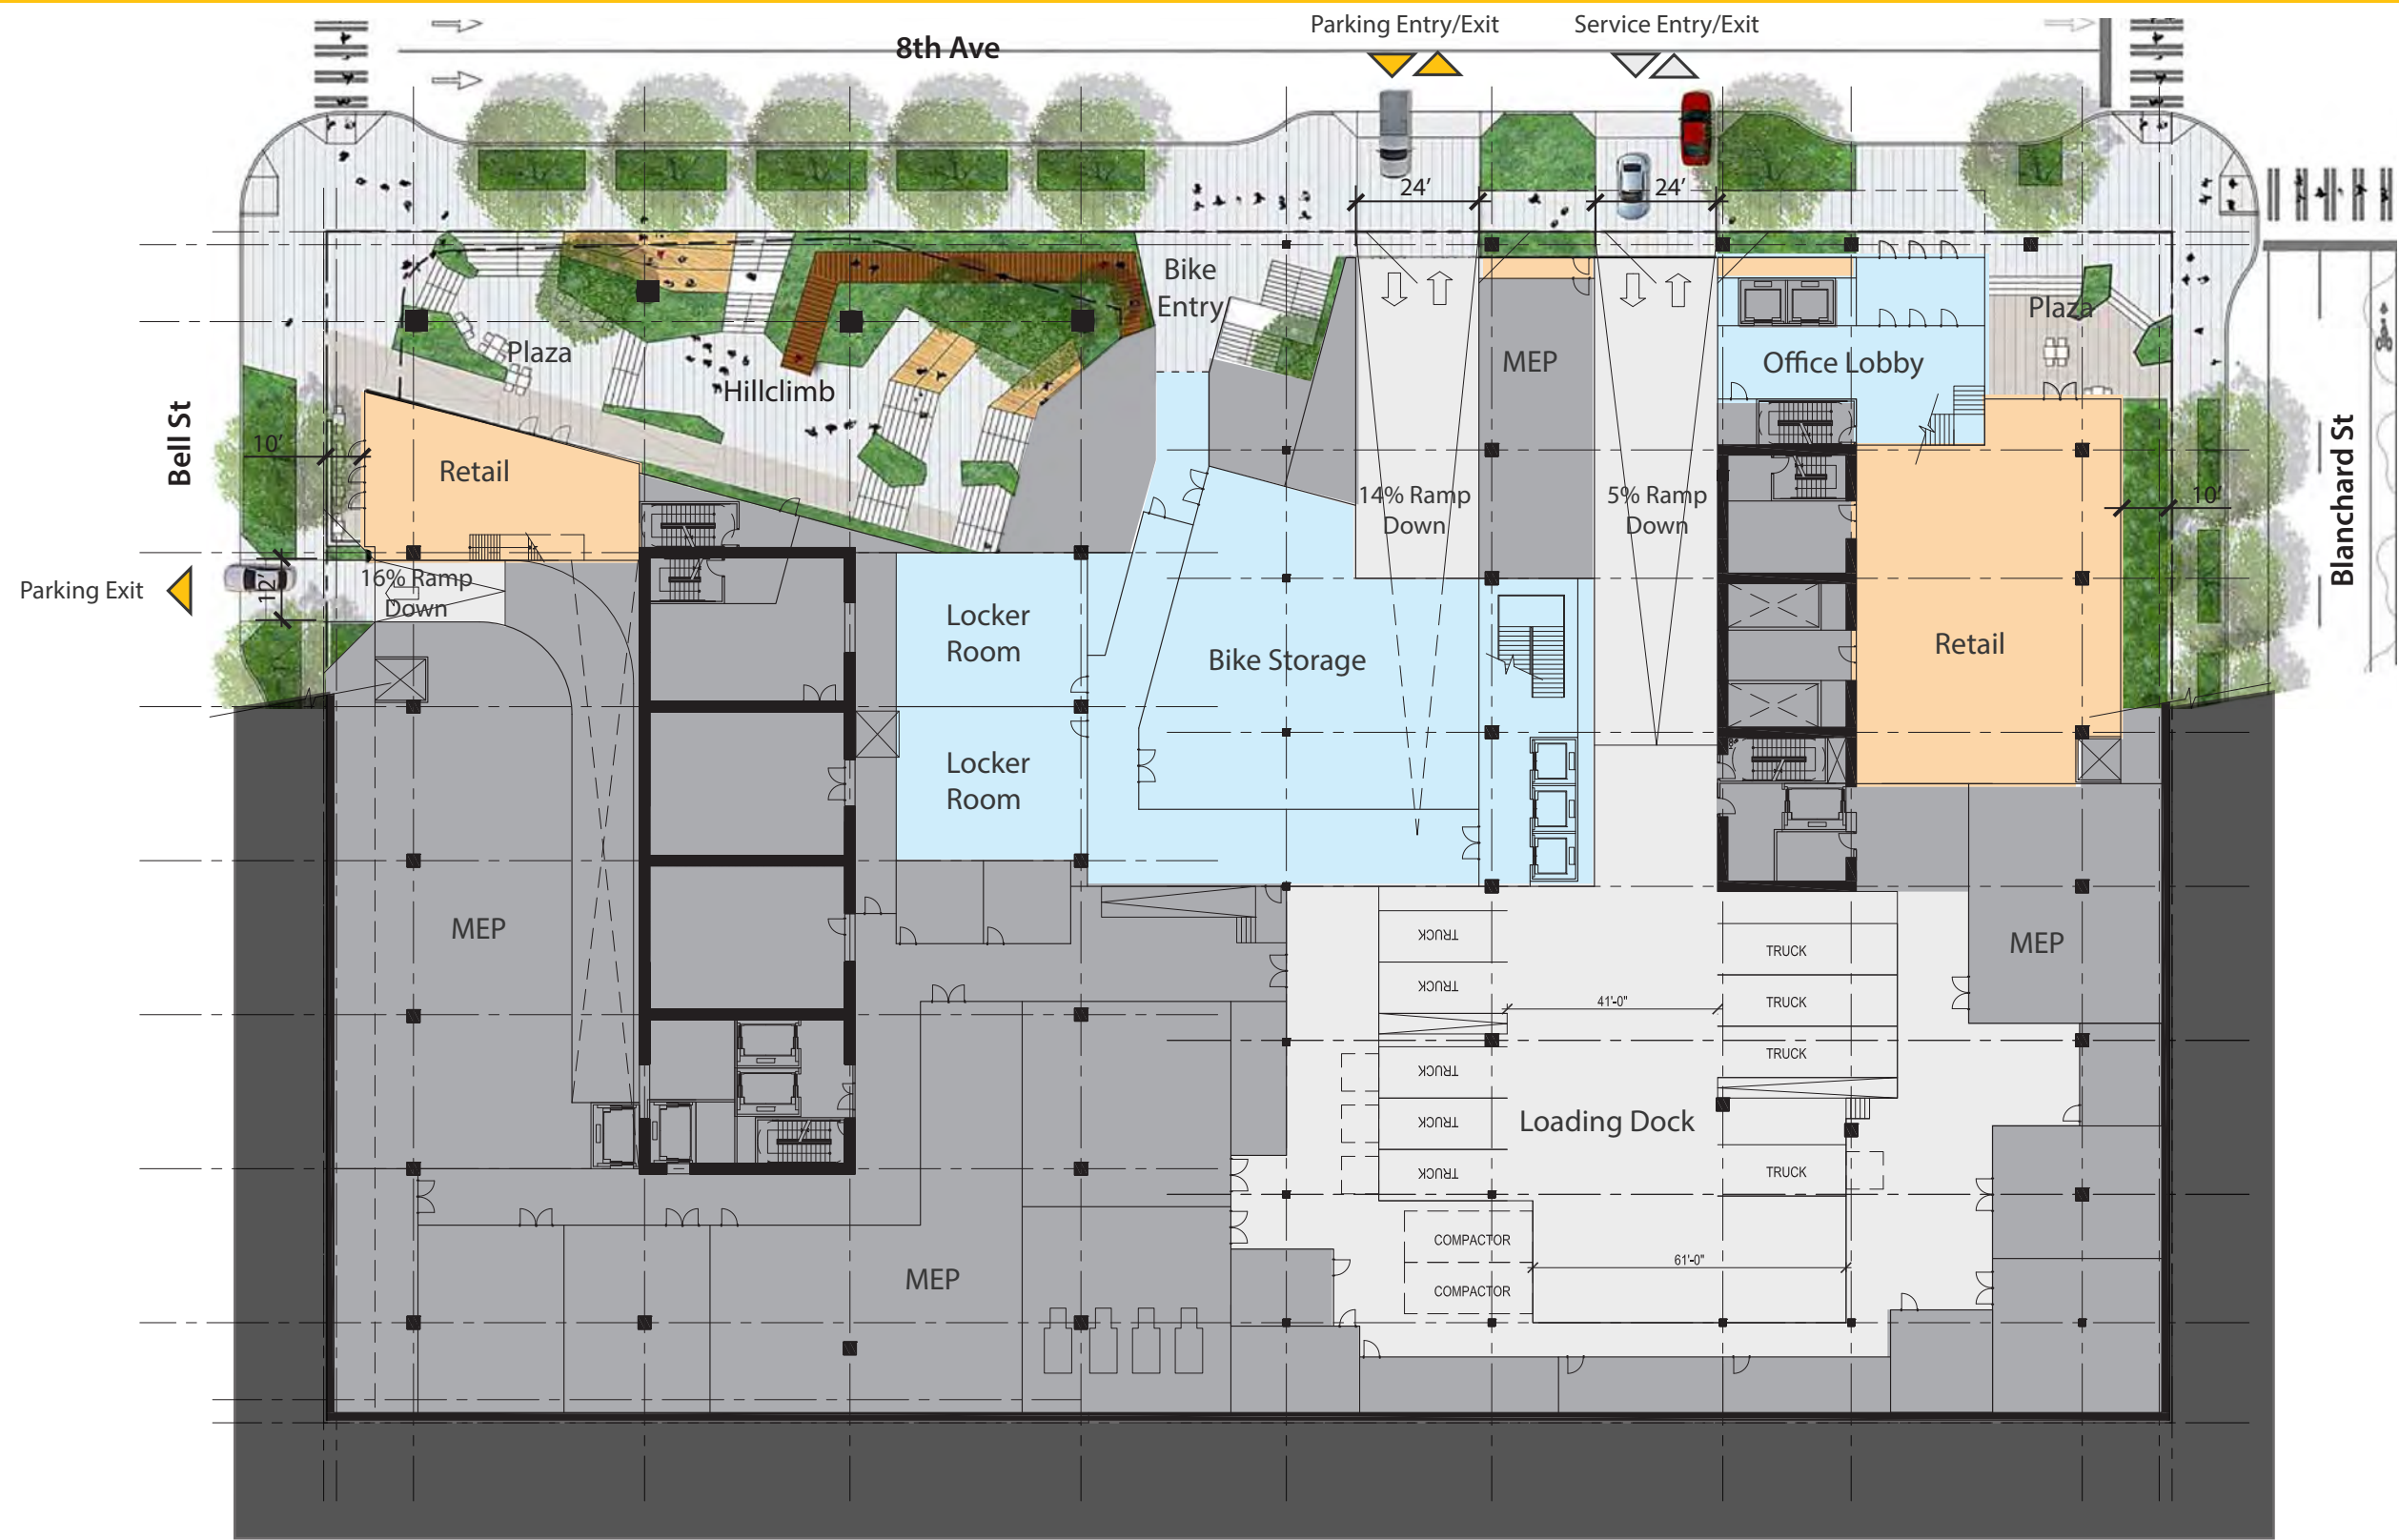 Parking Entry/Exit
Service Entry/Exit
8th Ave
24’
24’
Bike
Entry
Plaza
Plaza
MEP
Office Lobby
Hillclimb
Bell St
10’
Retail
14% Ramp
Down
5% Ramp
Down
10’
Blanchard St
Parking Exit
12’
16% Ramp
Down
Locker
Room
Bike Storage
Retail
Locker
Room
MEP
TRUCK
TRUCK
MEP
TRUCK
TRUCK
41'-0"
TRUCK
TRUCK
TRUCK
TRUCK
Loading Dock
TRUCK
TRUCK
COMPACTOR
61'-0"
MEP
COMPACTOR